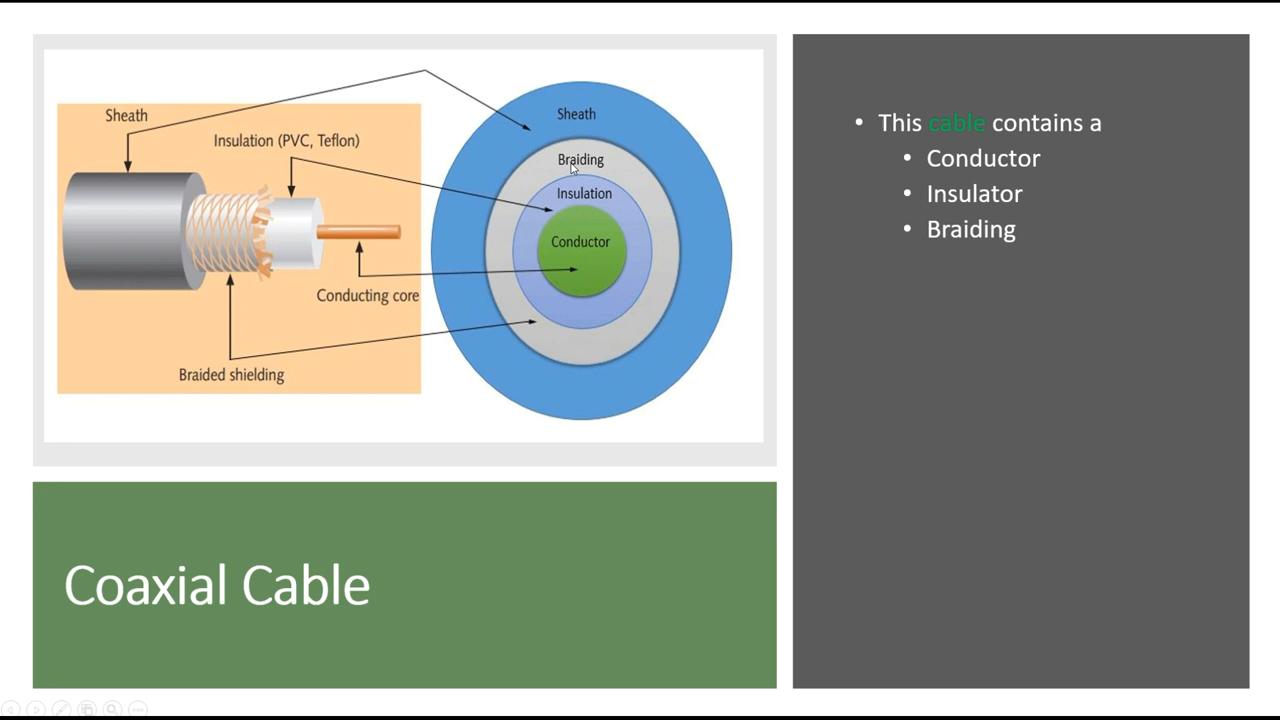 Sheath
Insulation (PVC, Teflon)
Conducting core
Braided shielding
Sheath
Braiding
Insulation
Conductor
Coaxial Cable
• This cable contains a
• Conductor
• Insulator
• Braiding